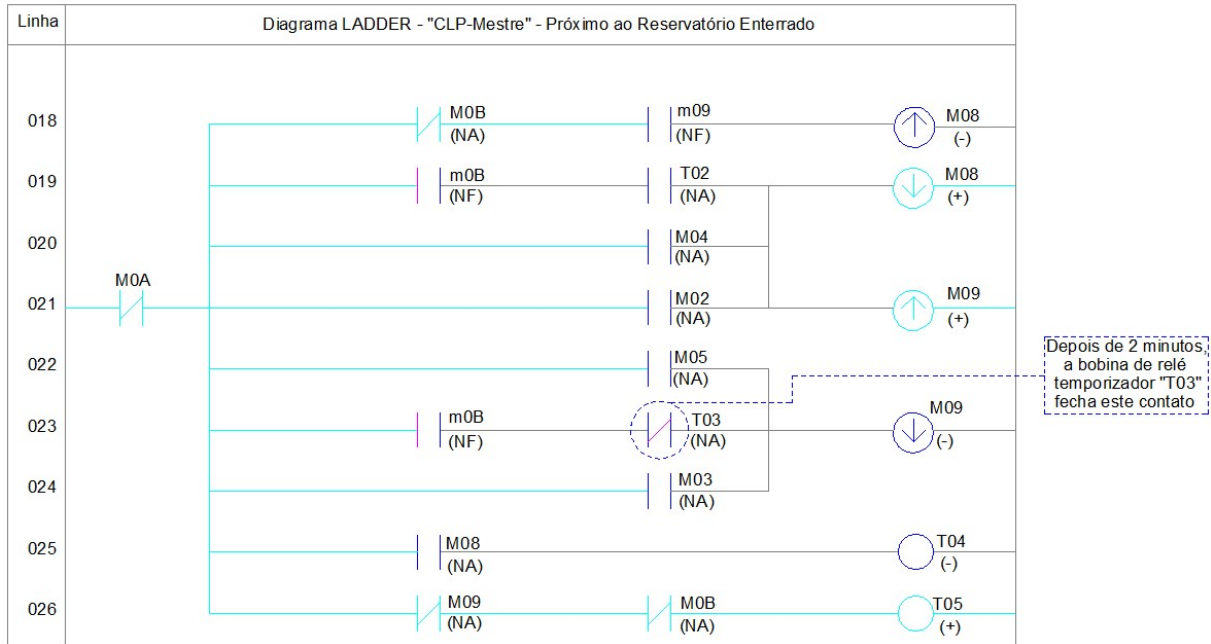 Linha
Diagrama LADDER - "CLP-Mestre" - Próximo ao Reservatório Enterrado
018
M0B
(NA)
m09
(NF)
M08
(-)
019
m0B
(NF)
T02
(NA)
M08
(+)
020
M04
(NA)
M0A
021
M02
(NA)
M09
(+)
022
M05
(NA)
Depois de 2 minutos,
a bobina de relé
temporizador "T03"
fecha este contato
023
m0B
(NF)
T03
(NA)
M09
(-)
024
M03
(NA)
025
M08
(NA)
T04
(-)
026
M09
(NA)
M0B
(NA)
T05
(+)